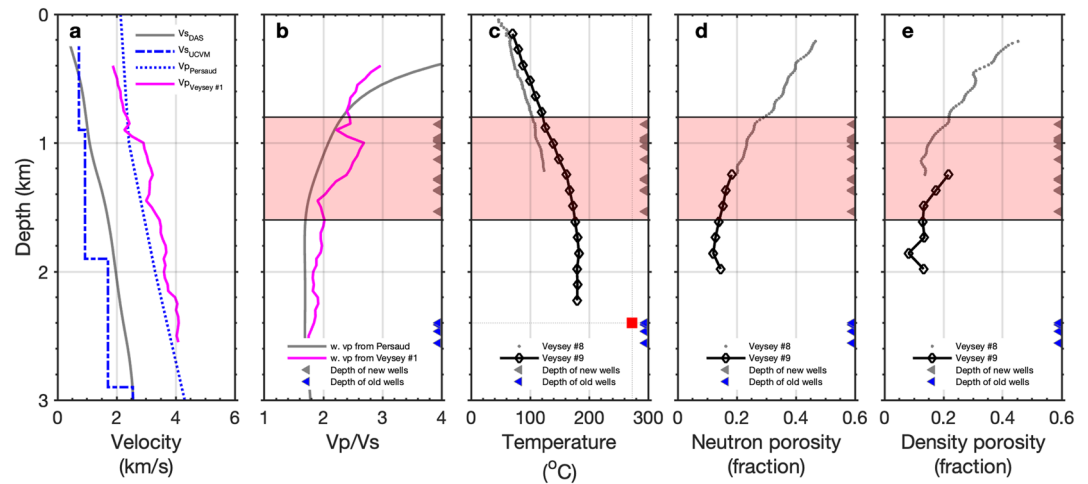 a
Vs_DAS
Vs_UCVM
Vp_Persaud
Vp_Veysey #1
0
1
2
3
Depth (km)
0 2 4 6
Velocity
(km/s)
b
w. vp from Persaud
w. vp from Veysey #1
Depth of new wells
Depth of old wells
1 2 3 4
Vp/Vs
c
Veysey #8
Veysey #9
Depth of new wells
Depth of old wells
0 100 200 300
Temperature
(°C)
d
Veysey #8
Veysey #9
Depth of new wells
Depth of old wells
0 0.2 0.4 0.6
Neutron porosity
(fraction)
e
Veysey #8
Veysey #9
Depth of new wells
Depth of old wells
0 0.2 0.4 0.6
Density porosity
(fraction)